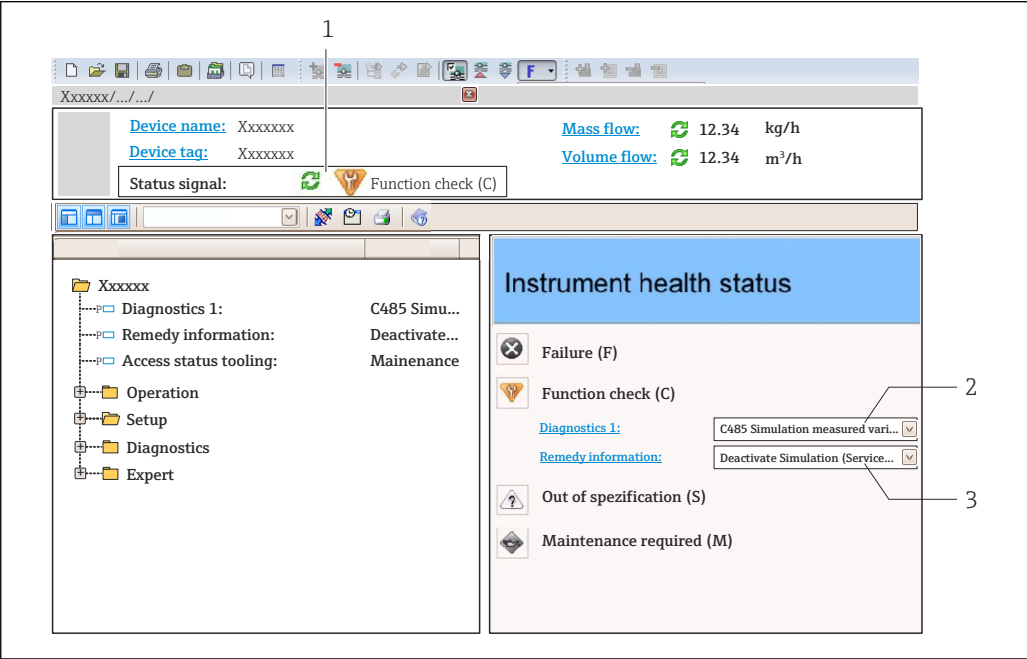 1
F
Xxxxxx/.../.../
Device name: Xxxxxxx
Mass flow: 12.34 kg/h
Device tag: Xxxxxxx
Volume flow: 12.34 m³/h
Status signal: Function check (C)
Xxxxxx
Diagnostics 1: C485 Simu...
Remedy information: Deactivate...
Access status tooling: Mainenance
Operation
Setup
Diagnostics
Expert
Instrument health status
Failure (F)
Function check (C)
2
Diagnostics 1: C485 Simulation measured vari...
Remedy information: Deactivate Simulation (Service...
Out of spezification (S)
3
Maintenance required (M)